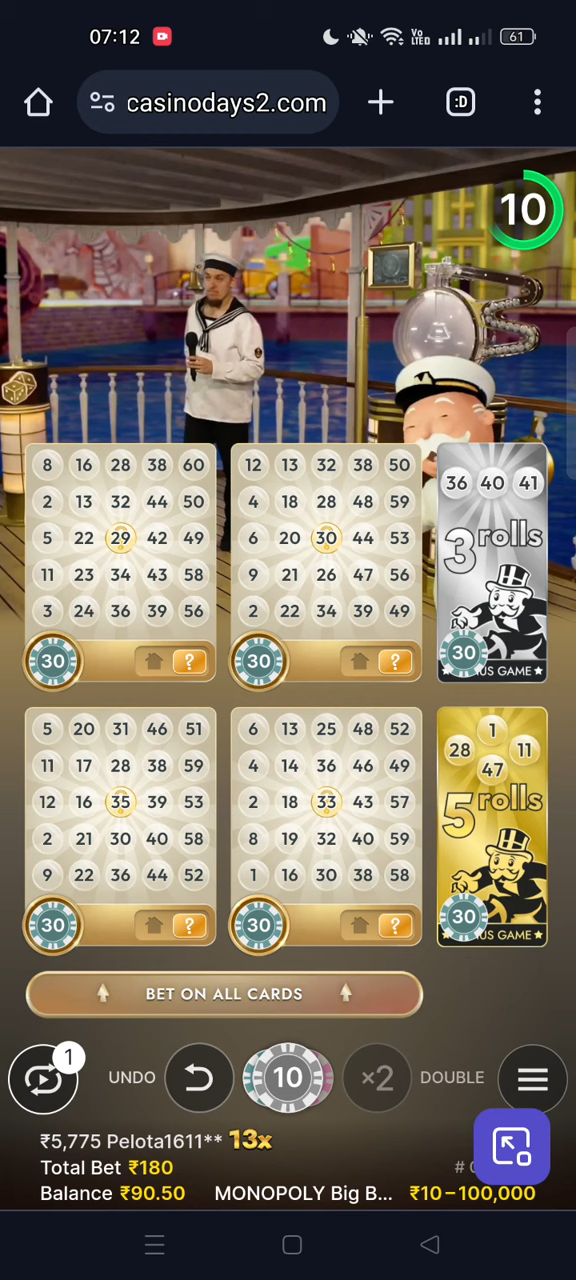 07:12
Vo
LTED
61
casinodays2.com
:D
10
8 16 28 38 60
2 13 32 44 50
5 22 29 42 49
11 23 34 43 58
3 24 36 39 56
30
?
12 13 32 38 50
4 18 28 48 59
6 20 30 44 53
9 21 26 47 56
2 22 34 39 49
30
?
36 40 41
3 rolls
30
US GAME
5 20 31 46 51
11 17 28 38 59
12 16 35 39 53
2 21 30 40 58
9 22 36 44 52
30
?
6 13 25 48 52
4 14 36 46 49
2 18 33 43 57
8 19 32 40 59
1 16 30 38 58
30
?
1
28 11
47
5 rolls
30
US GAME
BET ON ALL CARDS
1
UNDO
10
×2
DOUBLE
₹5,775 Pelota1611** 13x
Total Bet ₹180
#
Balance ₹90.50 MONOPOLY Big B... ₹10–100,000